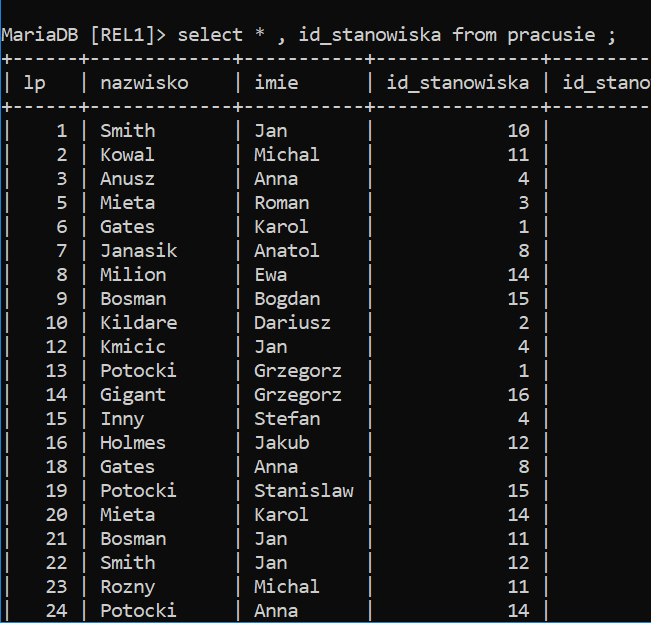 MariaDB [REL1]> select * , id_stanowiska from pracusie ;
+------+------------+----------+---------------+---------
| lp | nazwisko | imie | id_stanowiska | id_stano
+------+------------+----------+---------------+---------
| 1 | Smith | Jan | 10 |
| 2 | Kowal | Michal | 11 |
| 3 | Anusz | Anna | 4 |
| 5 | Mieta | Roman | 3 |
| 6 | Gates | Karol | 1 |
| 7 | Janasik | Anatol | 8 |
| 8 | Milion | Ewa | 14 |
| 9 | Bosman | Bogdan | 15 |
| 10 | Kildare | Dariusz | 2 |
| 12 | Kmicic | Jan | 4 |
| 13 | Potocki | Grzegorz | 1 |
| 14 | Gigant | Grzegorz | 16 |
| 15 | Inny | Stefan | 4 |
| 16 | Holmes | Jakub | 12 |
| 18 | Gates | Anna | 8 |
| 19 | Potocki | Stanislaw | 15 |
| 20 | Mieta | Karol | 14 |
| 21 | Bosman | Jan | 11 |
| 22 | Smith | Jan | 12 |
| 23 | Rozny | Michal | 11 |
| 24 | Potocki | Anna | 14 |